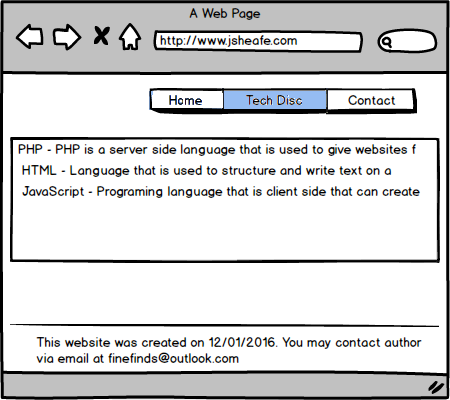 A Web Page
http://www.jsheafe.com
Home Tech Disc Contact
PHP - PHP is a server side language that is used to give websites f
HTML - Language that is used to structure and write text on a
JavaScript - Programing language that is client side that can create
This website was created on 12/01/2016. You may contact author
via email at finefinds@outlook.com